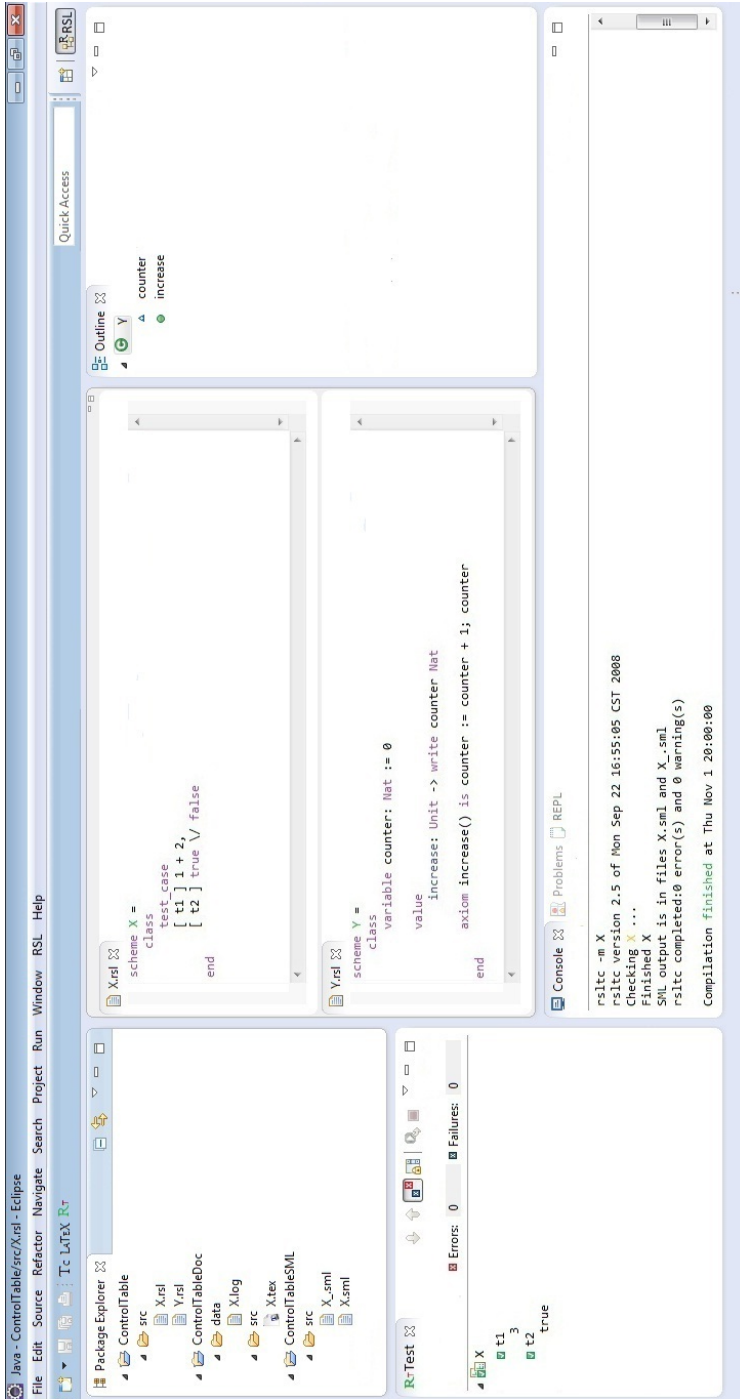 Java - ControlTable/src/X.rsl - Eclipse
File Edit Source Refactor Navigate Search Project Run Window RSL Help
Tc LATEX RT
Quick Access
RSL
Package Explorer
ControlTable
src
X.rsl
Y.rsl
ControlTableDoc
data
X.log
src
X.tex
ControlTableSML
src
X_.sml
X.sml
RT Test
Errors: 0 Failures: 0
X
t1
3
t2
true
X.rsl
scheme X =
class
test_case
[ t1 ] 1 + 2,
[ t2 ] true \/ false
end
Y.rsl
scheme Y =
class
variable counter: Nat := 0
value
increase: Unit -> write counter Nat
axiom increase() is counter := counter + 1; counter
end
Outline
Y
counter
increase
Console Problems REPL
rsltc -m X
rsltc version 2.5 of Mon Sep 22 16:55:05 CST 2008
Checking X ...
Finished X
SML output is in files X.sml and X_.sml
rsltc completed:0 error(s) and 0 warning(s)
Compilation finished at Thu Nov 1 20:00:00